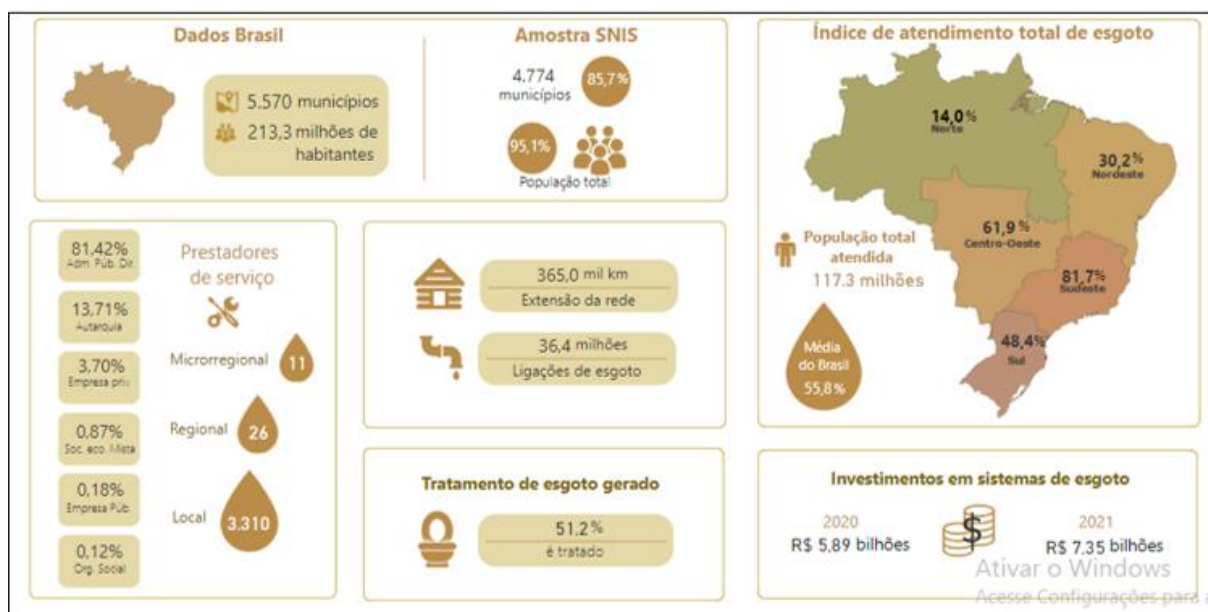 Dados Brasil
5.570 municípios
213,3 milhões de
habitantes
Amostra SNIS
4.774
municípios
85,7%
95,1%
População total
Índice de atendimento total de esgoto
14,0%
Norte
30,2%
Nordeste
61,9%
Centro-Oeste
81,7%
Sudeste
48,4%
Sul
População total
atendida
117.3 milhões
Média
do Brasil
55,8%
81,42%
Adm. Púb. Dir.
13,71%
Autarquia
3,70%
Empresa priv
0,87%
Soc. eco. Mista
0,18%
Empresa Púb.
0,12%
Org. Social
Prestadores
de serviço
Microrregional
11
Regional
26
Local
3.310
365,0 mil km
Extensão da rede
36,4 milhões
Ligações de esgoto
Tratamento de esgoto gerado
51,2%
é tratado
Investimentos em sistemas de esgoto
2020
R$ 5,89 bilhões
$
2021
R$ 7,35 bilhões
Ativar o Windows
Acesse Configurações para a